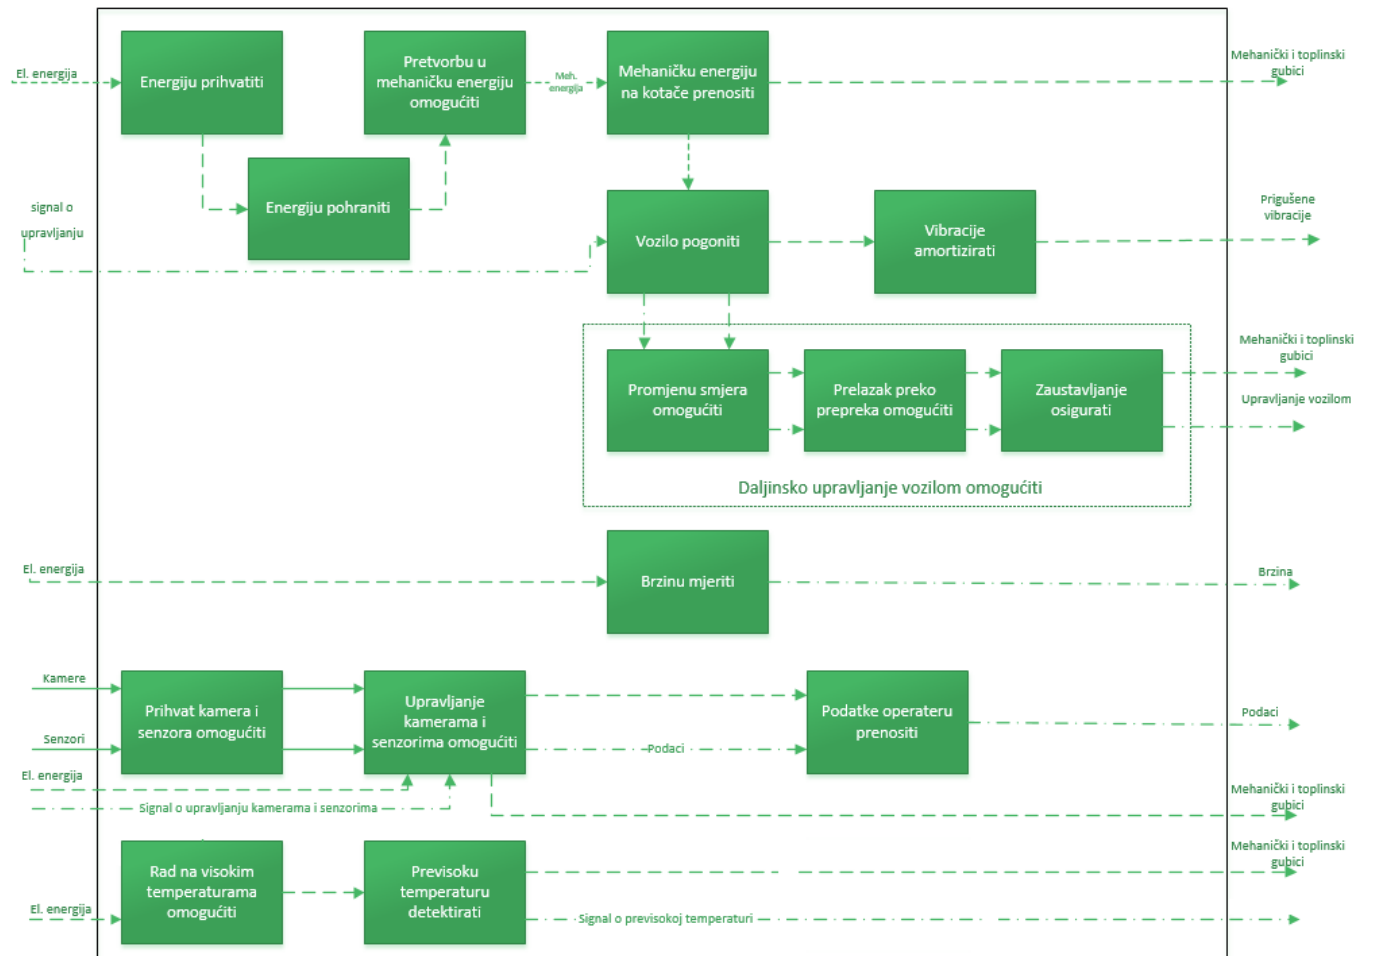 El. energija
Energiju prihvatiti
Pretvorbu u
mehaničku energiju
omogućiti
Meh.
energija
Mehaničku energiju
na kotače prenositi
Mehanički i toplinski
gubici
Energiju pohraniti
signal o
upravljanju
Vozilo pogoniti
Vibracije
amortizirati
Prigušene
vibracije
Promjenu smjera
omogućiti
Prelazak preko
prepreka omogućiti
Zaustavljanje
osigurati
Mehanički i toplinski
gubici
Upravljanje vozilom
Daljinsko upravljanje vozilom omogućiti
El. energija
Brzinu mjeriti
Brzina
Kamere
Senzori
Prihvat kamera i
senzora omogućiti
Upravljanje
kamerama i
senzorima omogućiti
Podaci
Podatke operateru
prenositi
Podaci
El. energija
Signal o upravljanju kamerama i senzorima
Mehanički i toplinski
gubici
El. energija
Rad na visokim
temperaturama
omogućiti
Previsoku
temperaturu
detektirati
Mehanički i toplinski
gubici
Signal o previsokoj temperaturi